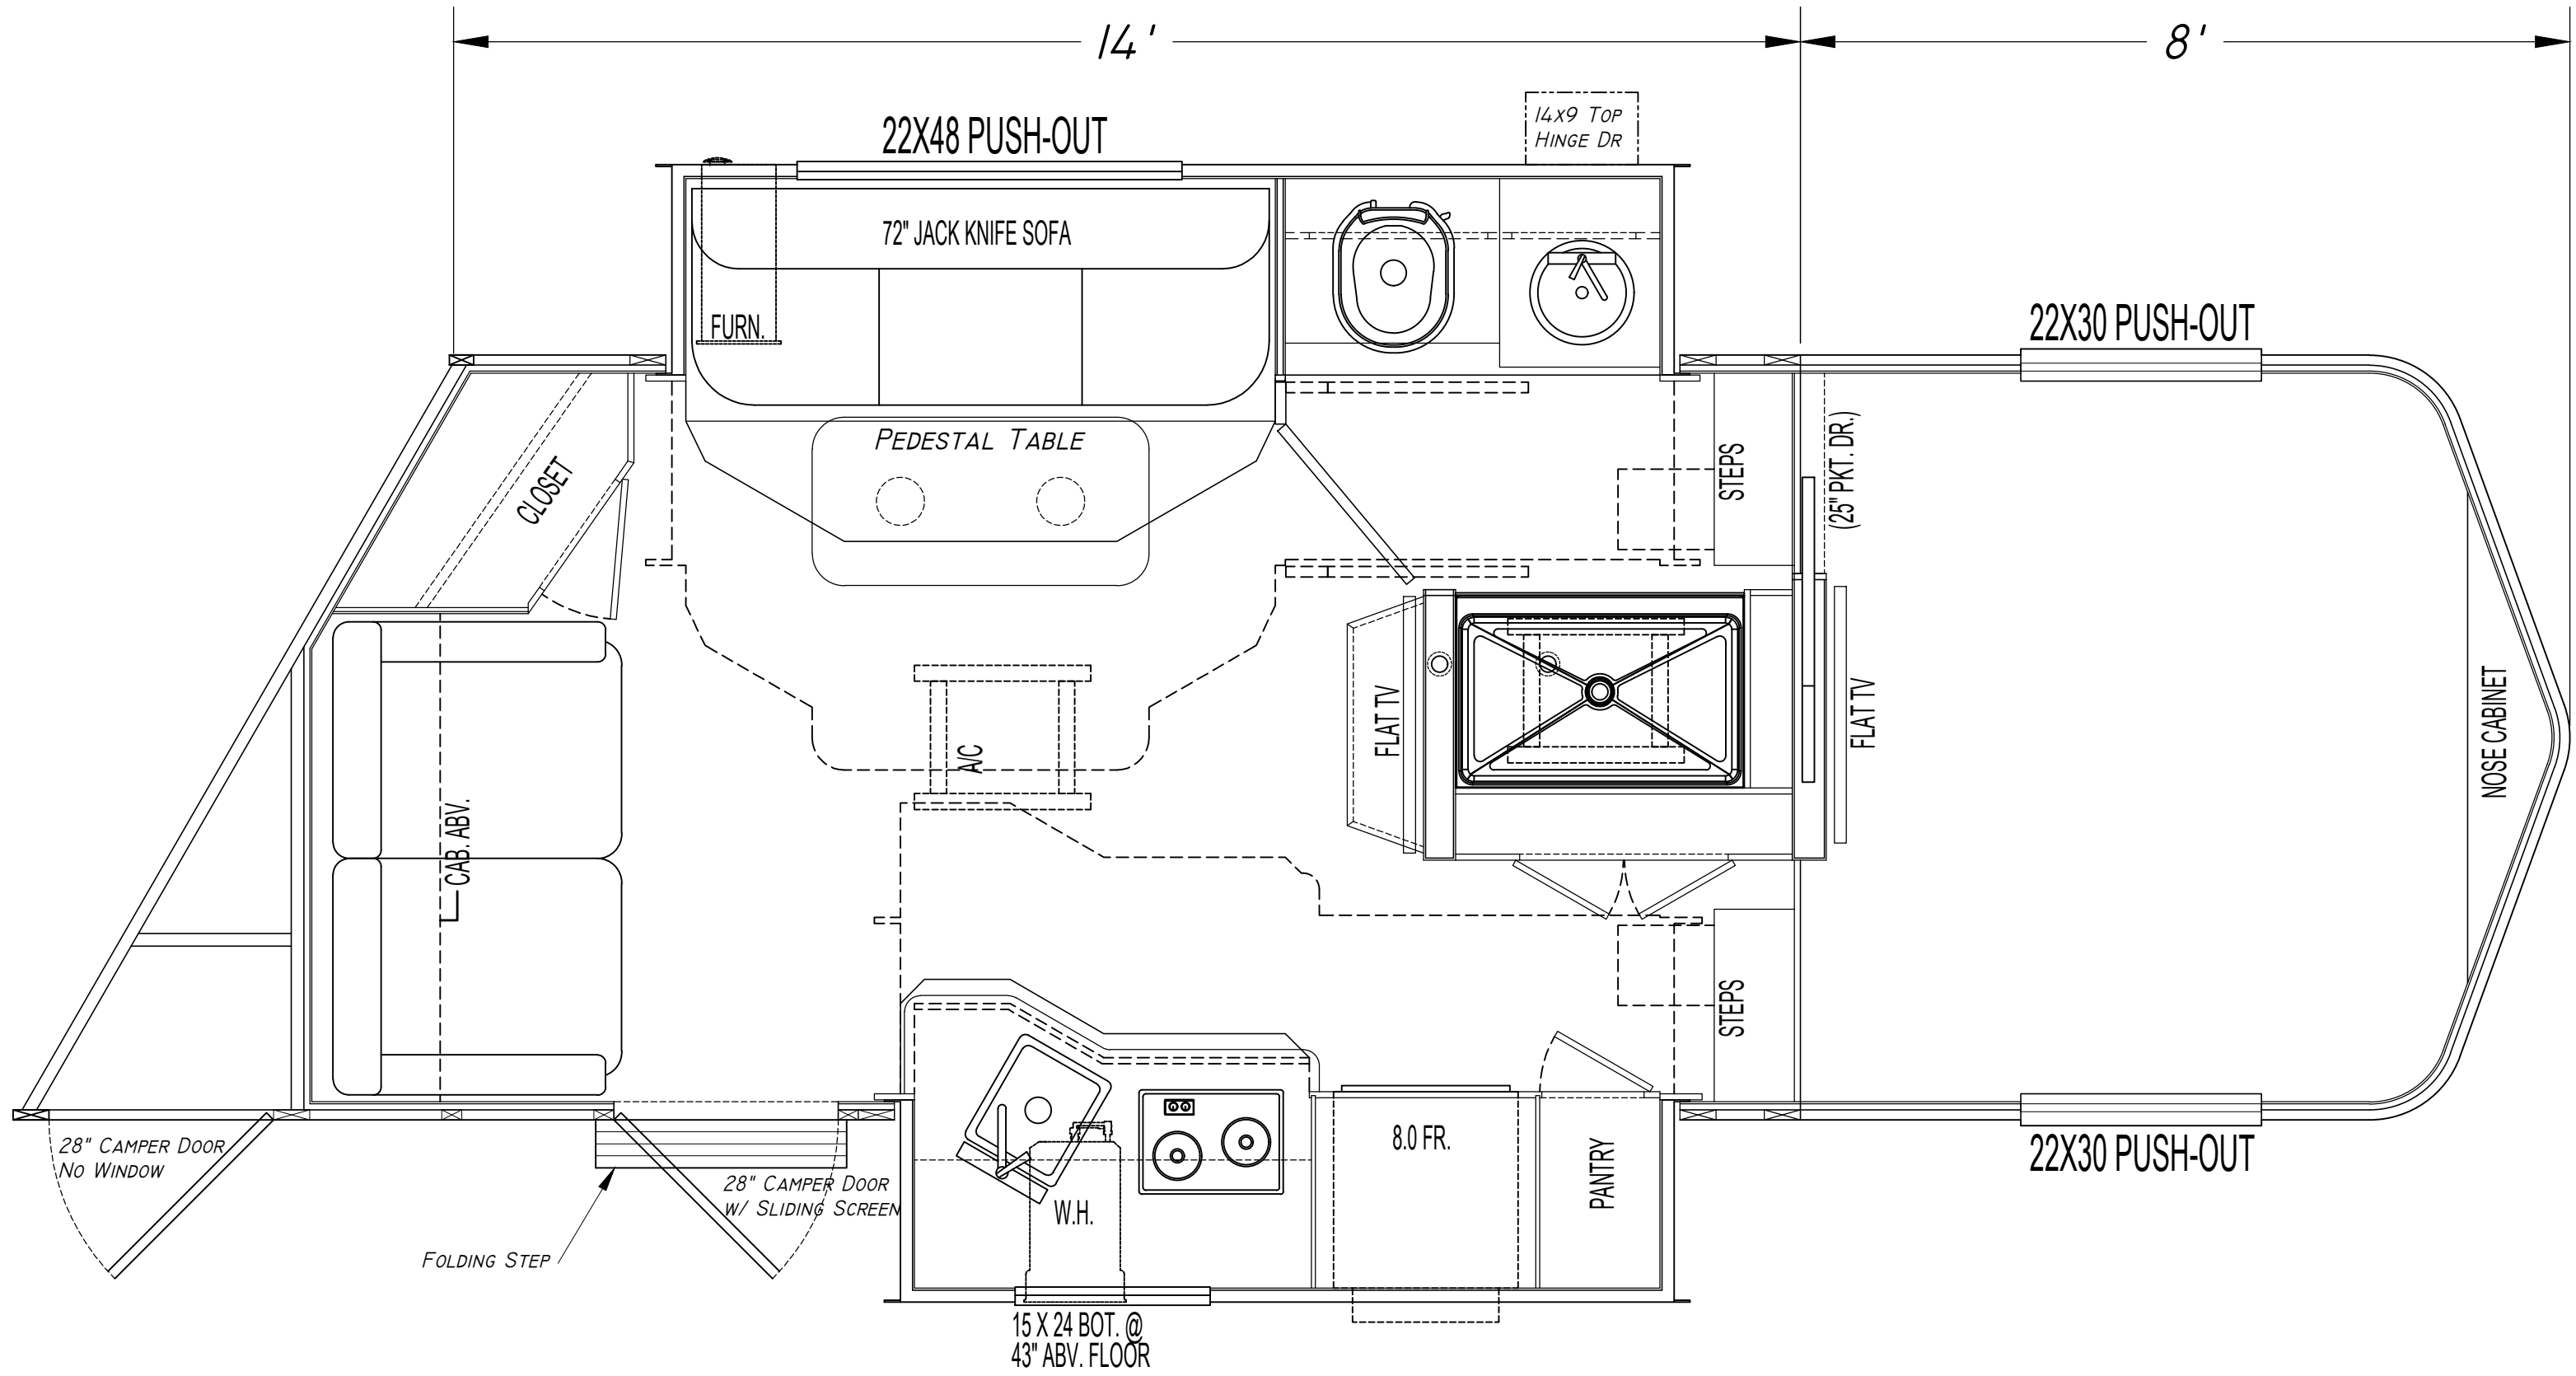 14'
8'
22X48 PUSH-OUT
14X9 TOP
HINGE DR
72" JACK KNIFE SOFA
FURN.
22X30 PUSH-OUT
PEDESTAL TABLE
CLOSET
STEPS
(25" PKT. DR.)
A/C
FLAT TV
FLAT TV
NOSE CABINET
CAB. ABV.
STEPS
28" CAMPER DOOR
NO WINDOW
28" CAMPER DOOR
W/ SLIDING SCREEN
FOLDING STEP
W.H.
8.0 FR.
PANTRY
22X30 PUSH-OUT
15 X 24 BOT. @
43" ABV. FLOOR